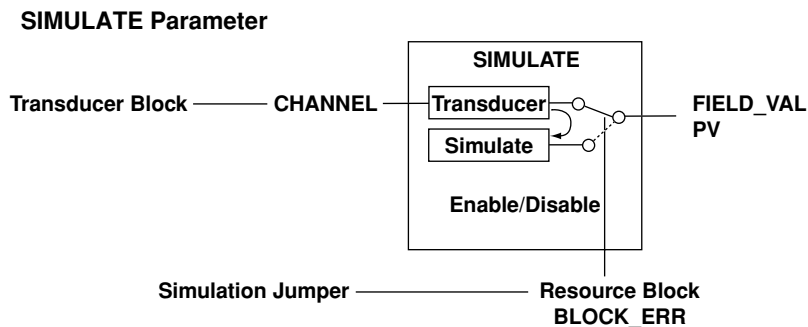 SIMULATE Parameter
SIMULATE
Transducer Block
CHANNEL
Transducer
FIELD_VAL
PV
Simulate
Enable/Disable
Simulation Jumper
Resource Block
BLOCK_ERR